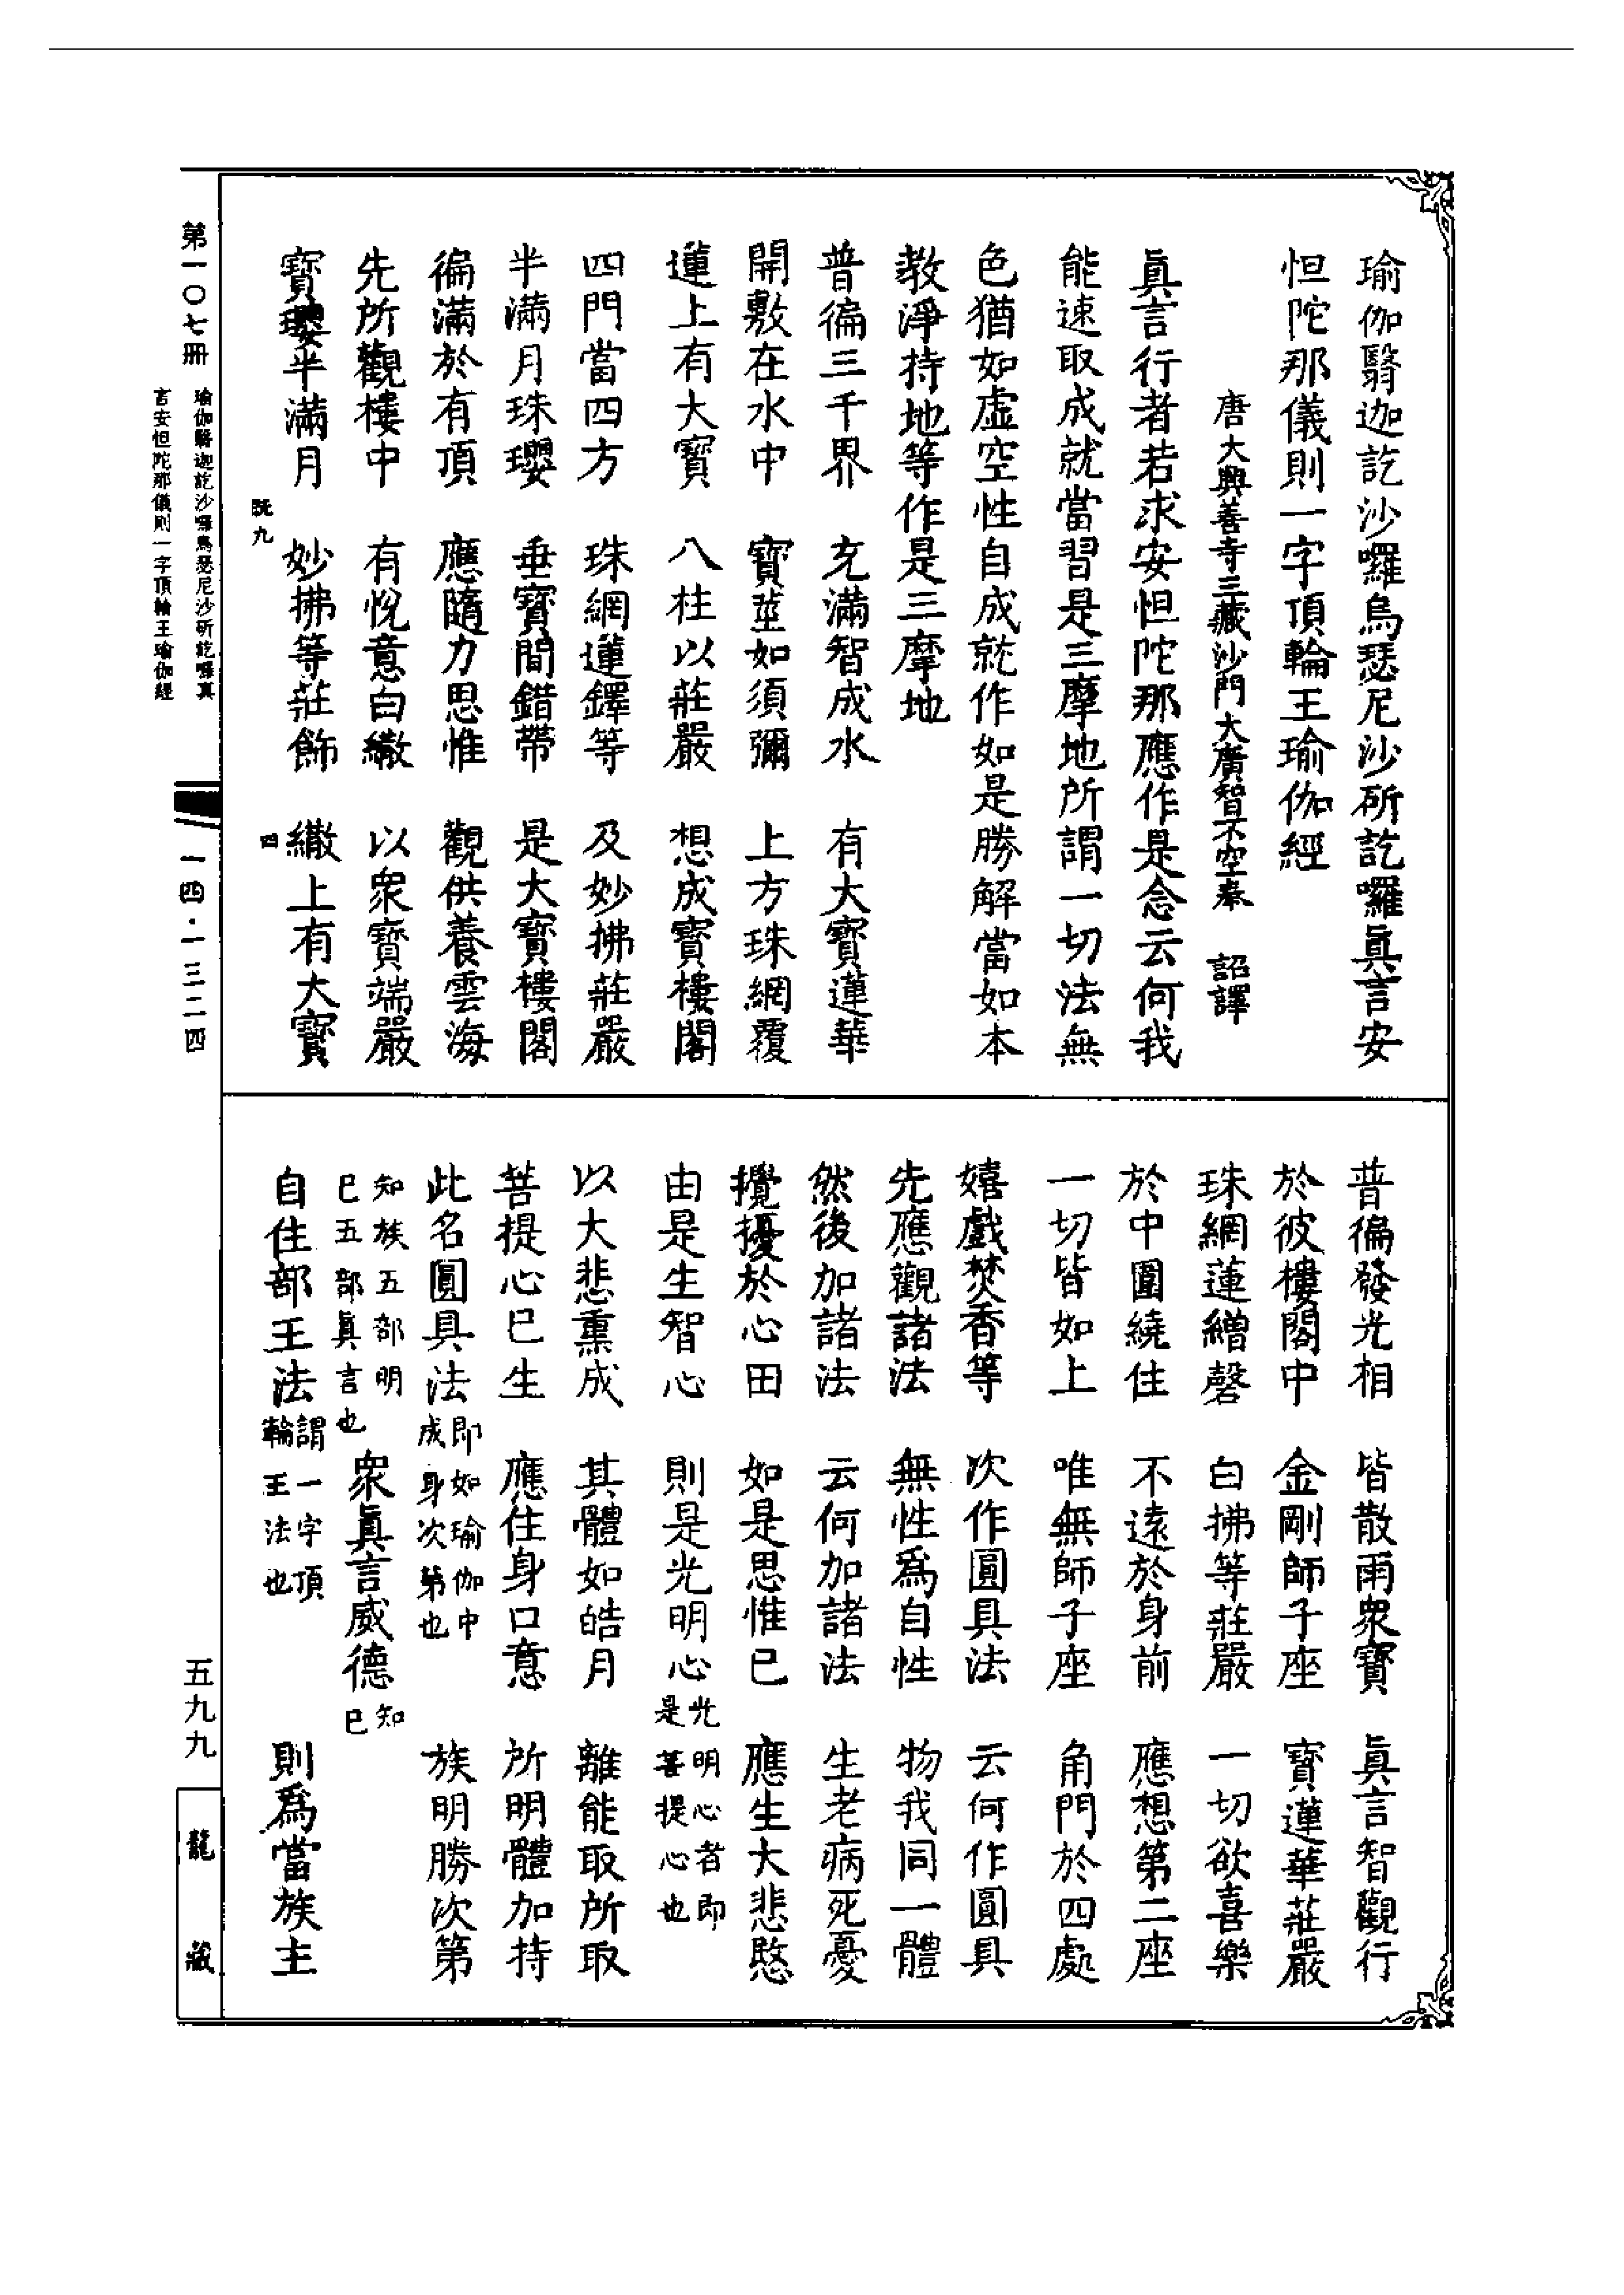 瑜伽翳迦訖沙囉烏瑟尼沙斫訖囉眞言安
怛陀那儀則一字頂輪王瑜伽經
唐大興善寺三藏沙門大廣智不空奉　詔譯
眞言行者若求安怛陀那應作是念云何我
能速取成就當習是三摩地所謂一切法無
色猶如虛空性自成就作如是勝解當如本
教淨持地等作是三摩地
普徧三千界　充滿智成水　有大寶蓮華
開敷在水中　寶莖如須彌　上方珠網覆
蓮上有大寶　八柱以莊嚴　想成寶樓閣
四門當四方　珠網蓮鐸等　及妙拂莊嚴
半滿月珠瓔　垂寶間錯帶　是大寶樓閣
徧滿於有頂　應隨力思惟　觀供養雲海
先所觀樓中　有悅意白繖　以衆寶端嚴
寶瓔半滿月　妙拂等莊飾　繖上有大寶
旣九　四
普徧發光相　皆散雨衆寶　眞言智觀行
於彼樓閣中　金剛師子座　寶蓮華莊嚴
珠網蓮繒磬　白拂等莊嚴　一切欲喜樂
於中圍繞住　不遠於身前　應想第二座
一切皆如上　唯無師子座　角門於四處
嬉戲焚香等　次作圓具法　云何作圓具
先應觀諸法　無性爲自性　物我同一體
然後加諸法　云何加諸法　生老病死憂
攪擾於心田　如是思惟已　應生大悲愍
由是生智心　則是光明心光明心者即是菩提心也
以大悲熏成　其體如皓月　離能取所取
菩提心已生　應住身口意　所明體加持
此名圓具法即如瑜伽中成身次第也　族明勝次第
知族五部明已五部眞言也　衆眞言威德知已
自住部王法謂一字頂輪王法也　則爲當族主
第一〇七冊
瑜伽翳迦訖沙囉烏瑟尼沙斫訖囉真
言安怛陀那儀則一字頂輪王瑜伽經
一四·一三二四
五九九
龍藏